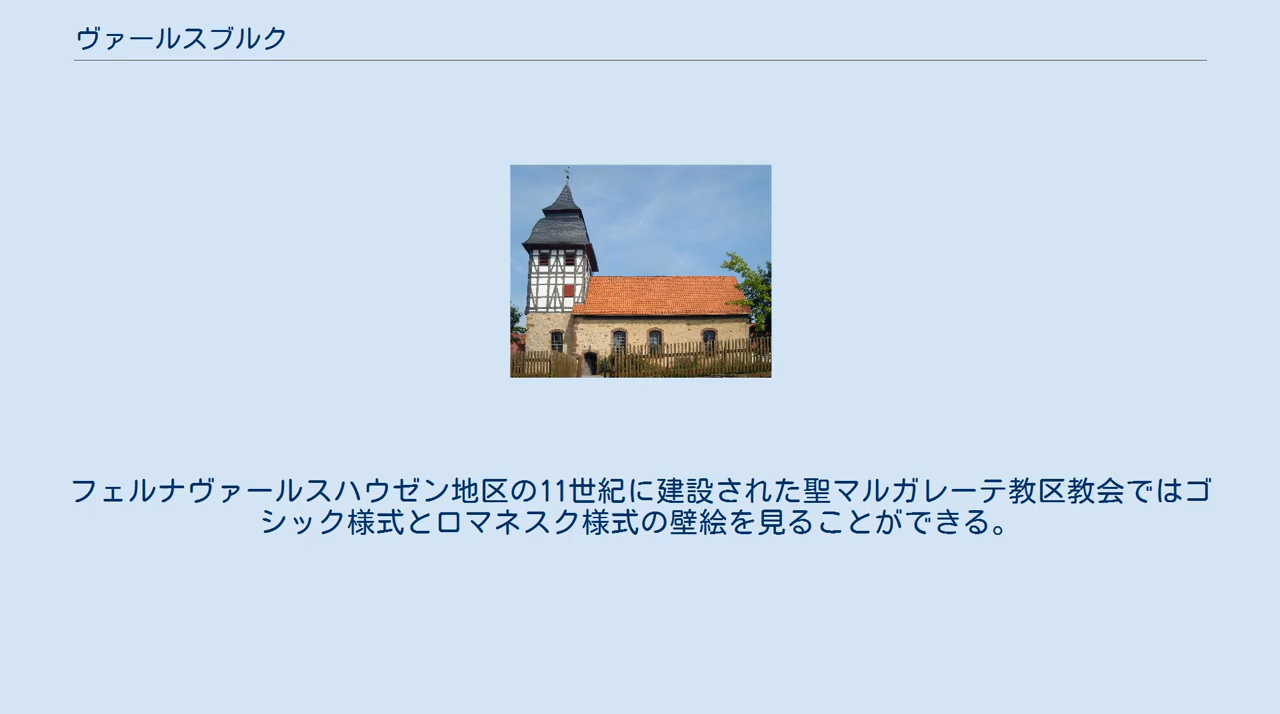 ヴァールスブルク
フェルナヴァールスハウゼン地区の11世紀に建設された聖マルガレーテ教区教会ではゴ
シック様式とロマネスク様式の壁絵を見ることができる。